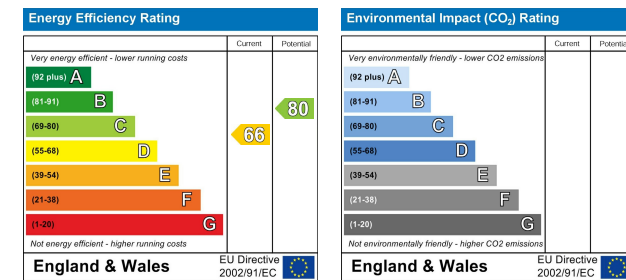 Energy Efficiency Rating
Current Potential
Very energy efficient - lower running costs
(92 plus) A
(81-91) B
(69-80) C
(55-68) D
(39-54) E
(21-38) F
(1-20) G
66
80
Not energy efficient - higher running costs
England & Wales
EU Directive
2002/91/EC
Environmental Impact (CO2) Rating
Current Potential
Very environmentally friendly - lower CO2 emissions
(92 plus) A
(81-91) B
(69-80) C
(55-68) D
(39-54) E
(21-38) F
(1-20) G
Not environmentally friendly - higher CO2 emissions
England & Wales
EU Directive
2002/91/EC